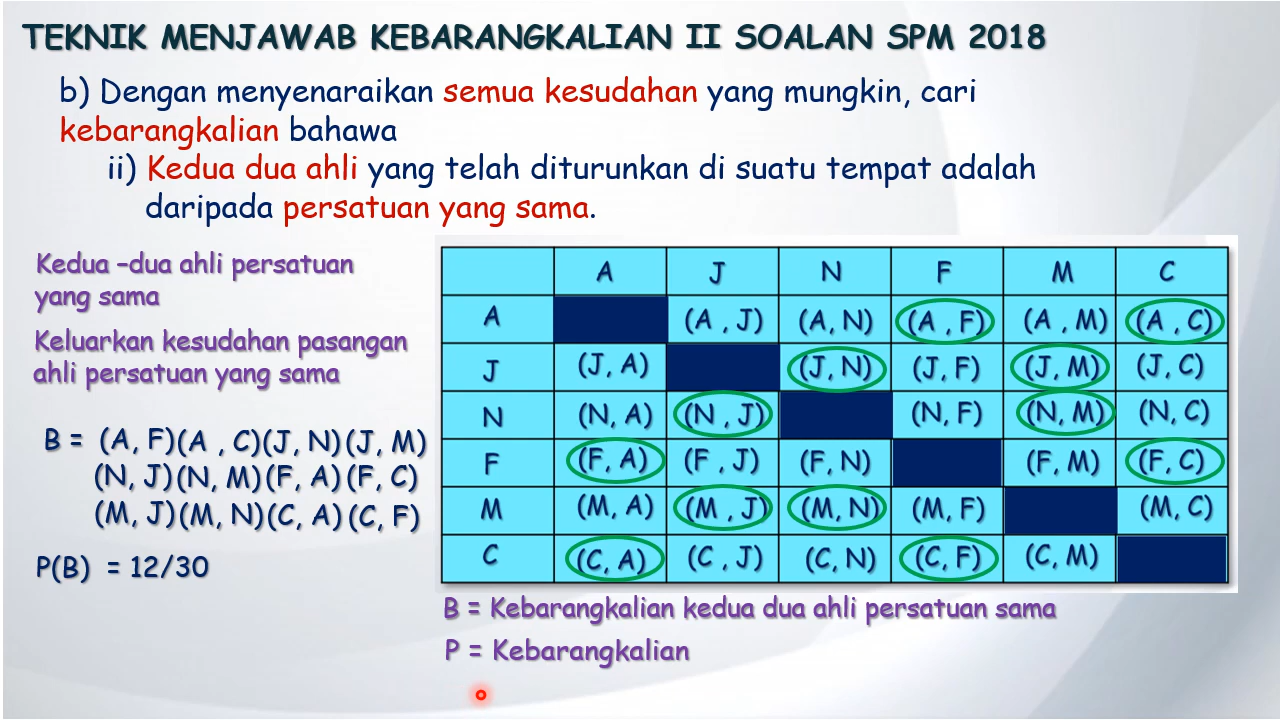 TEKNIK MENJAWAB KEBARANGKALIAN II SOALAN SPM 2018
b) Dengan menyenaraikan semua kesudahan yang mungkin, cari
kebarangkalian bahawa
ii) Kedua dua ahli yang telah diturunkan di suatu tempat adalah
daripada persatuan yang sama.
Kedua –dua ahli persatuan
yang sama
Keluarkan kesudahan pasangan
ahli persatuan yang sama
B = (A, F)(A , C)(J, N)(J, M)
(N, J)(N, M)(F, A)(F, C)
(M, J)(M, N)(C, A)(C, F)
P(B) = 12/30
A J N F M C
A (A , J) (A, N) (A , F) (A , M) (A , C)
J (J, A) (J, N) (J, F) (J, M) (J, C)
N (N, A) (N , J) (N, F) (N, M) (N, C)
F (F, A) (F , J) (F, N) (F, M) (F, C)
M (M, A) (M , J) (M, N) (M, F) (M, C)
C (C, A) (C , J) (C, N) (C, F) (C, M)
B = Kebarangkalian kedua dua ahli persatuan sama
P = Kebarangkalian